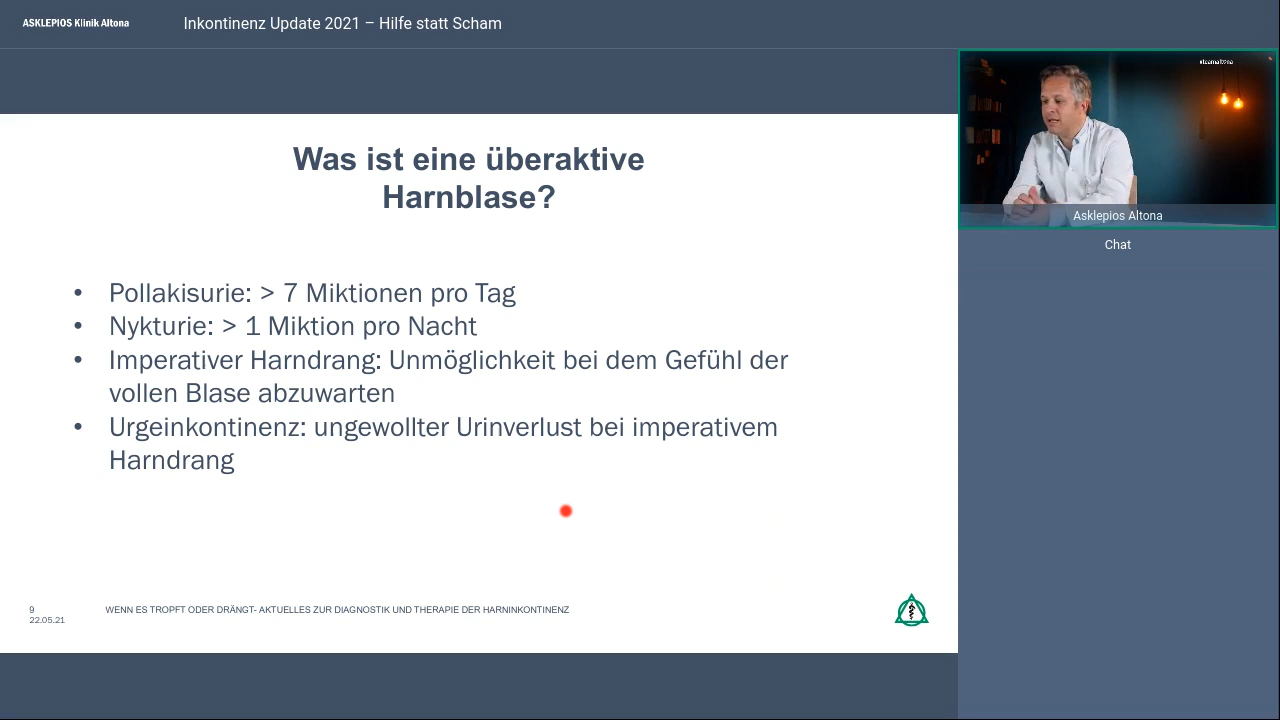 ASKLEPIOS Klinik Altona
Inkontinenz Update 2021 – Hilfe statt Scham
#teamaltona
Asklepios Altona
Chat
Was ist eine überaktive
Harnblase?
• Pollakisurie: > 7 Miktionen pro Tag
• Nykturie: > 1 Miktion pro Nacht
• Imperativer Harndrang: Unmöglichkeit bei dem Gefühl der
vollen Blase abzuwarten
• Urgeinkontinenz: ungewollter Urinverlust bei imperativem
Harndrang
9
22.05.21
WENN ES TROPFT ODER DRÄNGT- AKTUELLES ZUR DIAGNOSTIK UND THERAPIE DER HARNINKONTINENZ